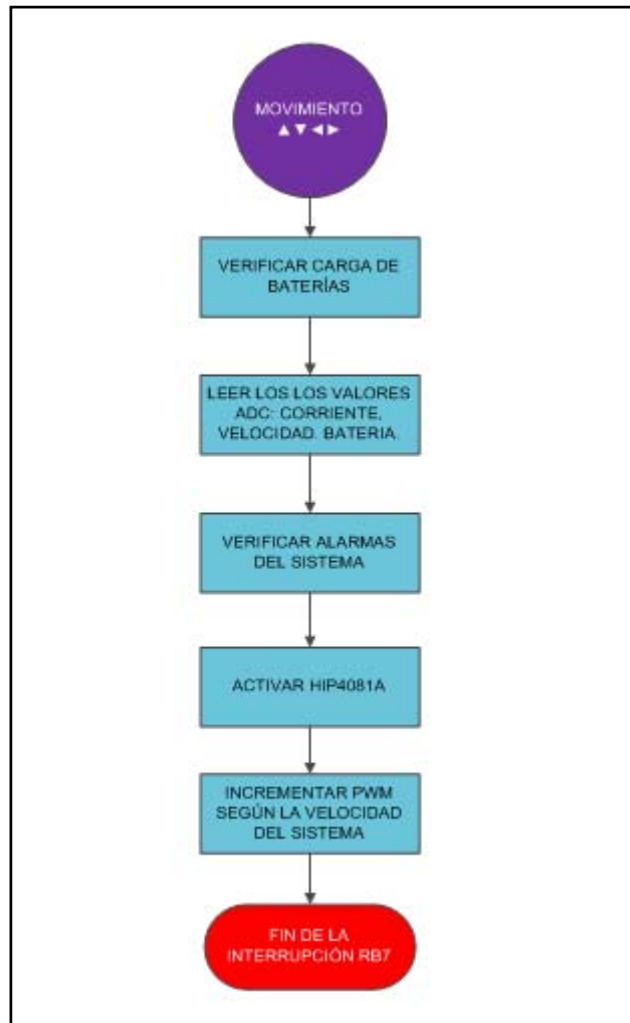 MOVIMIENTO
▲ ▼ ◄ ►
VERIFICAR CARGA DE
BATERÍAS
LEER LOS LOS VALORES
ADC: CORRIENTE,
VELOCIDAD. BATERIA.
VERIFICAR ALARMAS
DEL SISTEMA
ACTIVAR HIP4081A
INCREMENTAR PWM
SEGÚN LA VELOCIDAD
DEL SISTEMA
FIN DE LA
INTERRUPCIÓN RB7